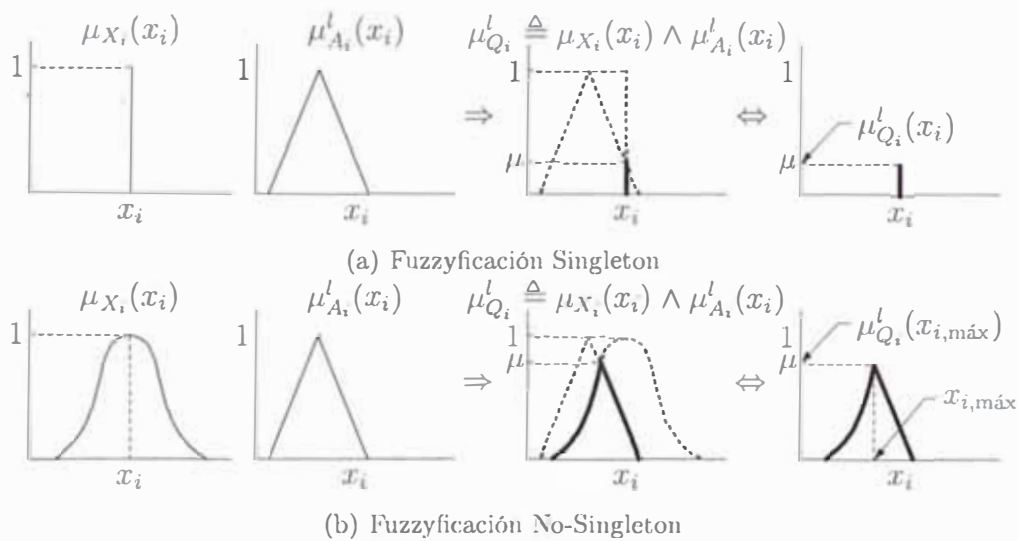 μ_{X_i}(x_i) μ^l_{A_i}(x_i) μ^l_{Q_i} ≜ μ_{X_i}(x_i) ∧ μ^l_{A_i}(x_i)
1 1 1
⇒ ⇔ μ^l_{Q_i}(x_i)
μ μ
x_i x_i x_i x_i
(a) Fuzzyficación Singleton
μ_{X_i}(x_i) μ^l_{A_i}(x_i) μ^l_{Q_i} ≜ μ_{X_i}(x_i) ∧ μ^l_{A_i}(x_i)
1 1 1 1 μ^l_{Q_i}(x_{i,máx})
μ ⇒ ⇔ μ
x_{i,máx}
x_i x_i x_i x_i
(b) Fuzzyficación No-Singleton